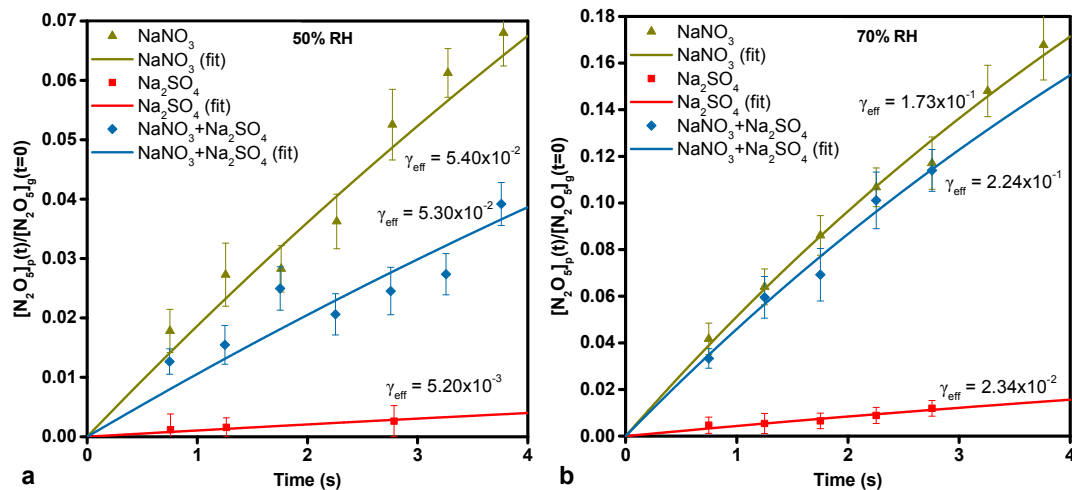 50% RH
NaNO₃
NaNO₃ (fit)
Na₂SO₄
Na₂SO₄ (fit)
NaNO₃+Na₂SO₄
NaNO₃+Na₂SO₄ (fit)
γeff = 5.40x10⁻²
γeff = 5.30x10⁻²
γeff = 5.20x10⁻³
[N₂O₅]ₚ(t)/[N₂O₅]g(t=0)
0.07
0.06
0.05
0.04
0.03
0.02
0.01
0.00
0 1 2 3 4
Time (s)
a
70% RH
NaNO₃
NaNO₃ (fit)
Na₂SO₄
Na₂SO₄ (fit)
NaNO₃+Na₂SO₄
NaNO₃+Na₂SO₄ (fit)
γeff = 1.73x10⁻¹
γeff = 2.24x10⁻¹
γeff = 2.34x10⁻²
[N₂O₅]ₚ(t)/[N₂O₅]g(t=0)
0.18
0.16
0.14
0.12
0.10
0.08
0.06
0.04
0.02
0.00
0 1 2 3 4
Time (s)
b